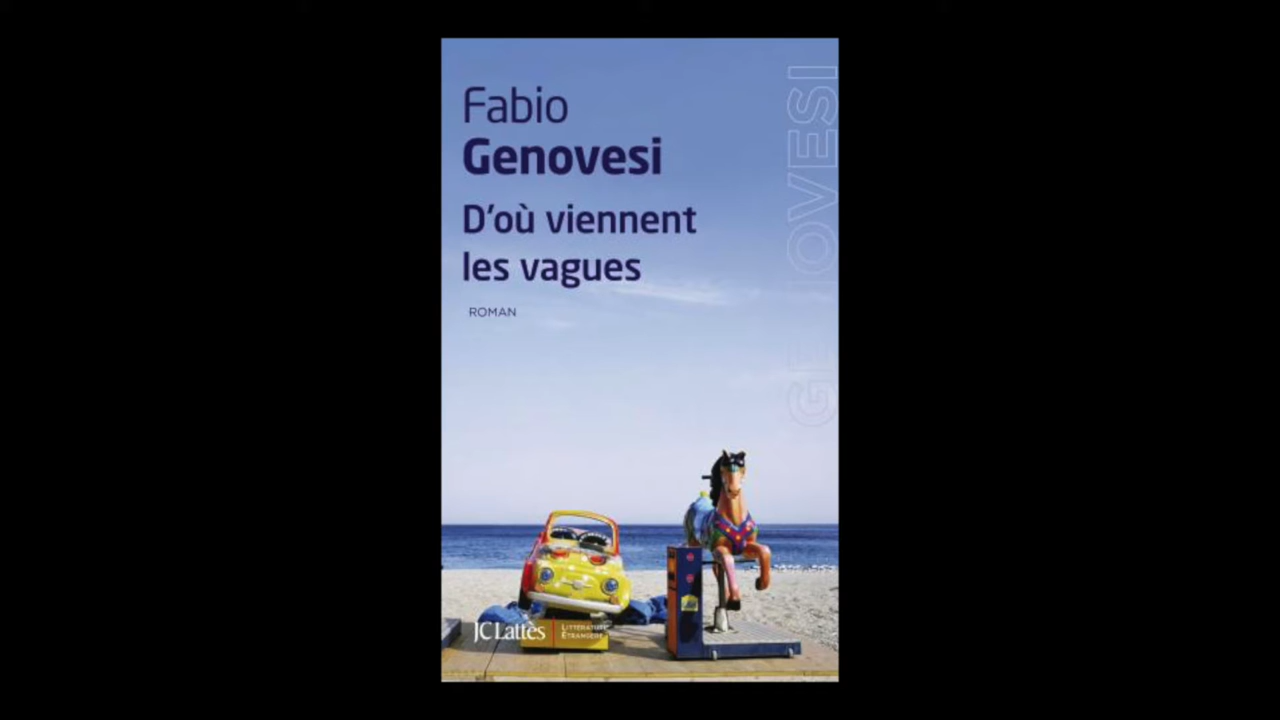 Fabio
Genovesi
D'où viennent
les vagues
ROMAN
GENOVESI
JC Lattès
LITTÉRATURE
ÉTRANGÈRE